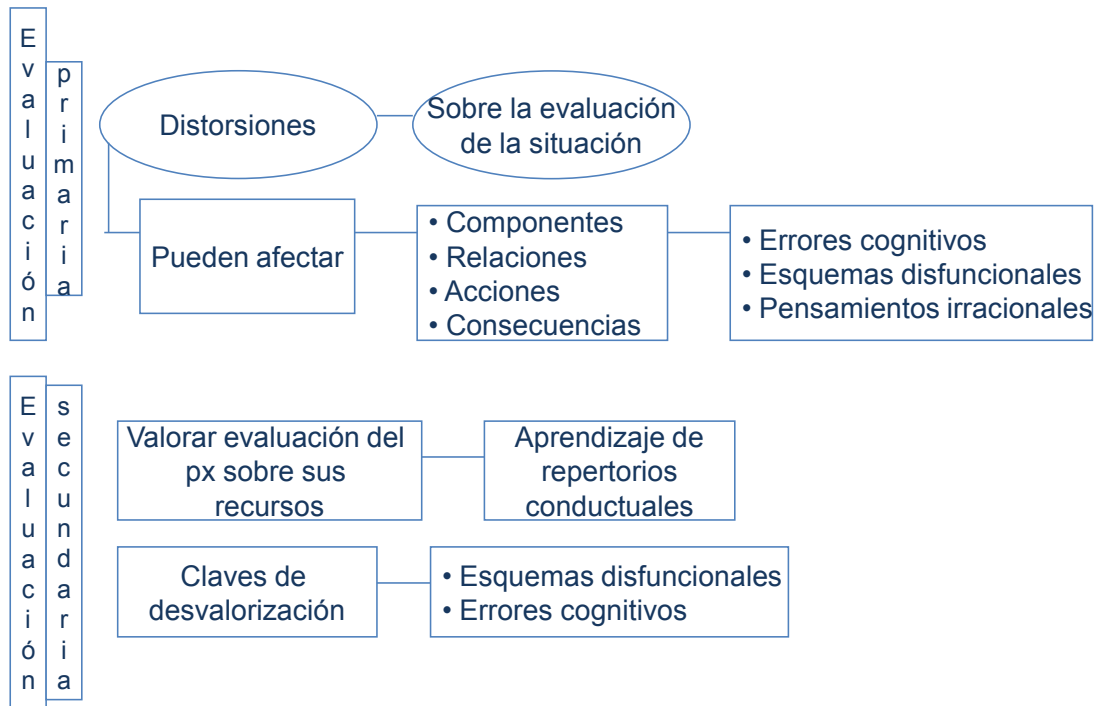 Evaluación
primaria
Distorsiones
Sobre la evaluación
de la situación
Pueden afectar
• Componentes
• Relaciones
• Acciones
• Consecuencias
• Errores cognitivos
• Esquemas disfuncionales
• Pensamientos irracionales
Evaluación
secundaria
Valorar evaluación del
px sobre sus
recursos
Aprendizaje de
repertorios
conductuales
Claves de
desvalorización
• Esquemas disfuncionales
• Errores cognitivos